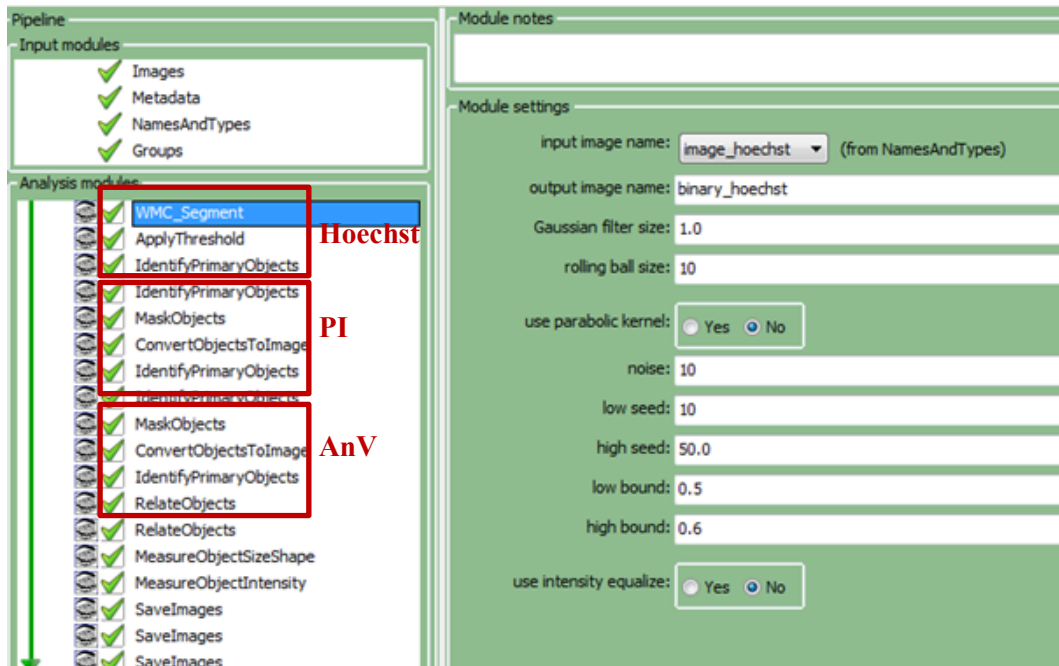 Pipeline
Input modules
Images
Metadata
NamesAndTypes
Groups
Analysis modules
WMC_Segment
ApplyThreshold
IdentifyPrimaryObjects
Hoechst
IdentifyPrimaryObjects
MaskObjects
ConvertObjectsToImage
IdentifyPrimaryObjects
PI
IdentifyPrimaryObjects
MaskObjects
ConvertObjectsToImage
IdentifyPrimaryObjects
RelateObjects
AnV
RelateObjects
MeasureObjectSizeShape
MeasureObjectIntensity
SaveImages
SaveImages
SaveImages
Module notes
Module settings
input image name: image_hoechst (from NamesAndTypes)
output image name: binary_hoechst
Gaussian filter size: 1.0
rolling ball size: 10
use parabolic kernel: Yes No
noise: 10
low seed: 10
high seed: 50.0
low bound: 0.5
high bound: 0.6
use intensity equalize: Yes No